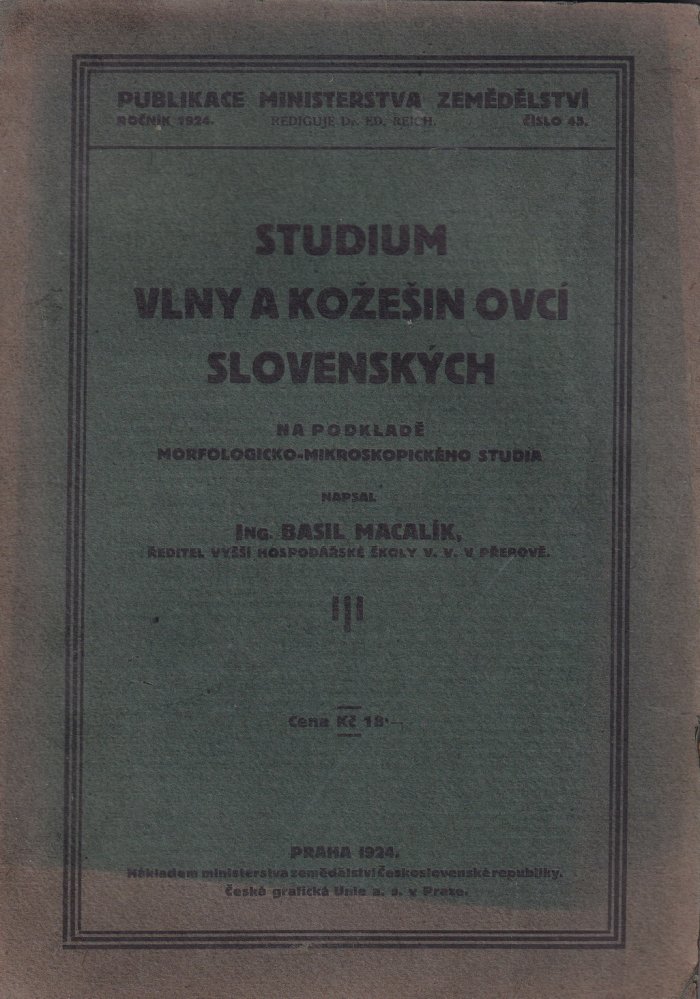 PUBLIKACE MINISTERSTVA ZEMĚDĚLSTVÍ
ROČNÍK 1924. REDIGUJE Dr. ED. REICH. ČÍSLO 43.
STUDIUM
VLNY A KOŽEŠIN OVCÍ
SLOVENSKÝCH
NA PODKLADĚ
MORFOLOGICKO-MIKROSKOPICKÉHO STUDIA
NAPSAL
ING. BASIL MACALÍK,
ŘEDITEL VYŠŠÍ HOSPODÁŘSKÉ ŠKOLY V. V. V PŘEROVĚ.
Cena Kč 18·—
PRAHA 1924.
Nákladem ministerstva zemědělství Československé republiky.
Česká grafická Unie a. s. v Praze.